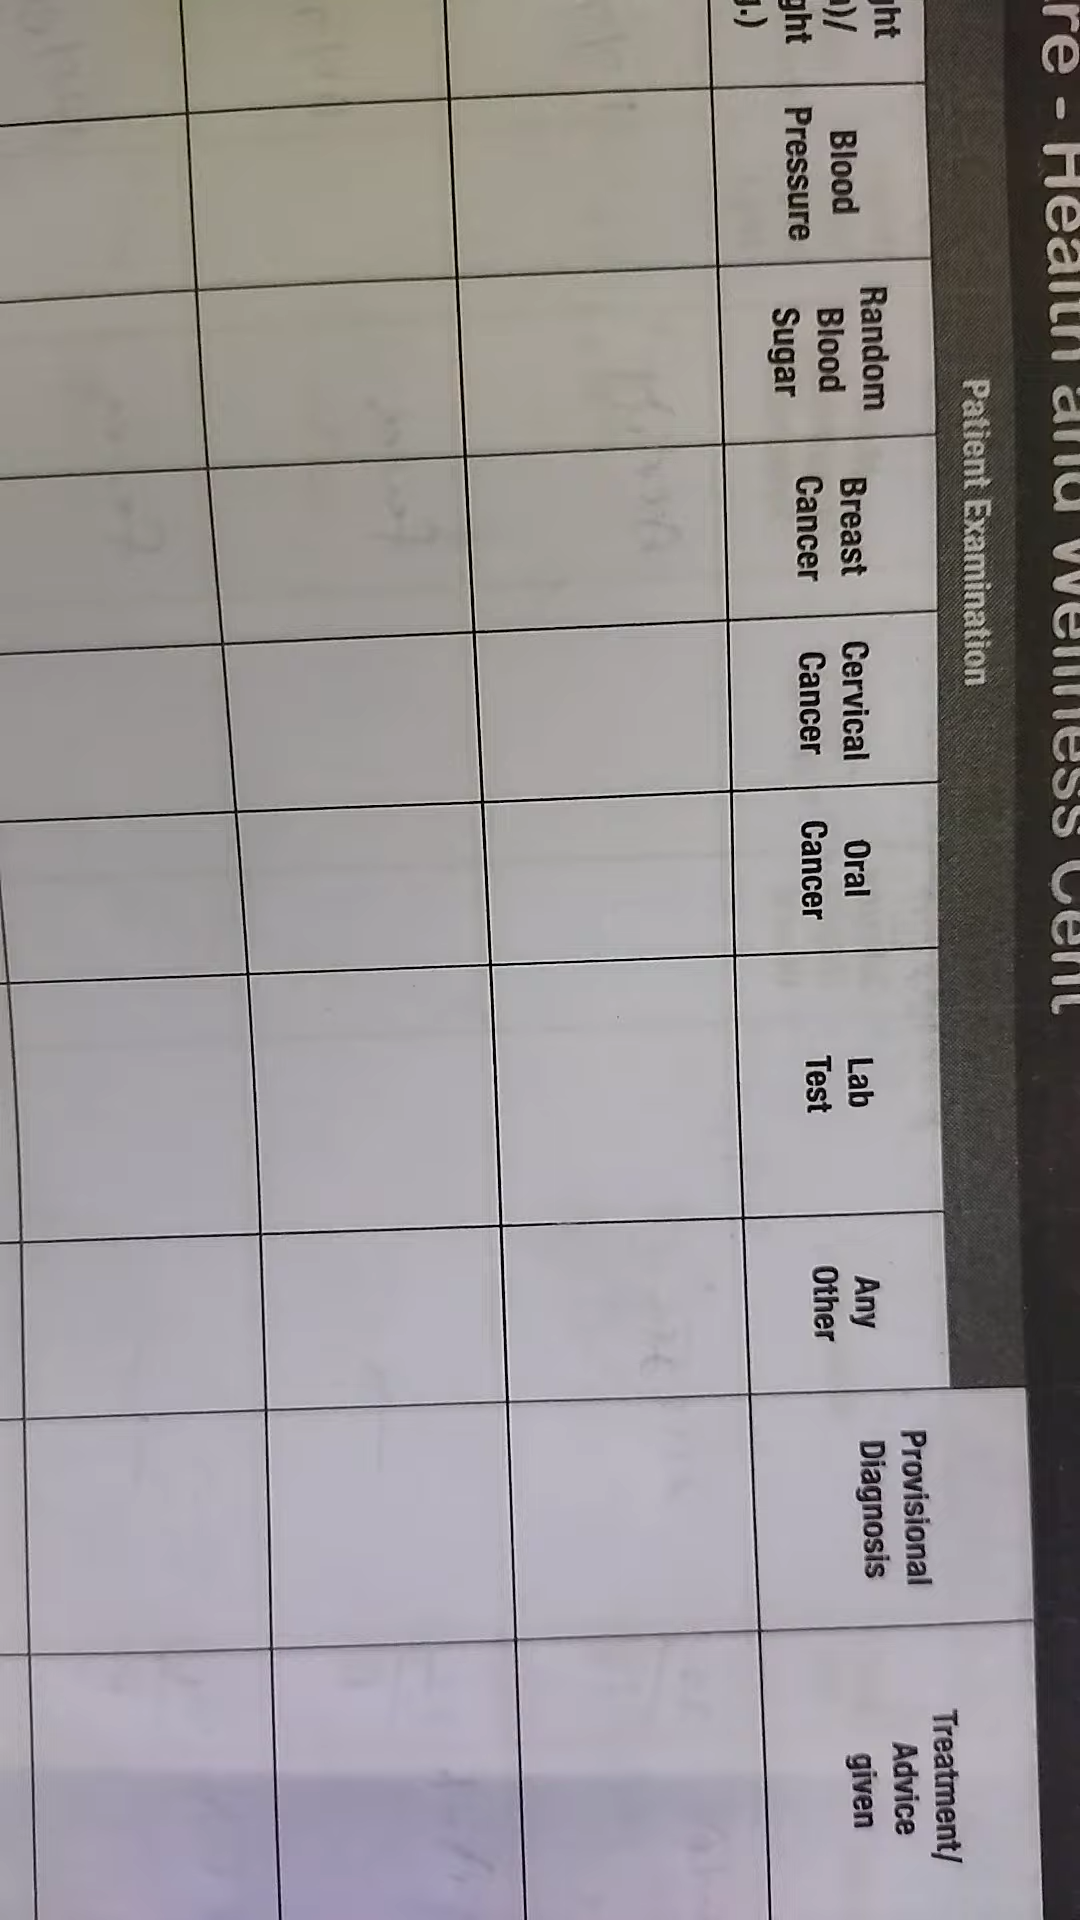 re - Health and Wellness Cent
Patient Examination
ght
)/
ght
.)
Blood
Pressure
Random
Blood
Sugar
Breast
Cancer
Cervical
Cancer
Oral
Cancer
Lab
Test
Any
Other
Provisional
Diagnosis
Treatment/
Advice
given